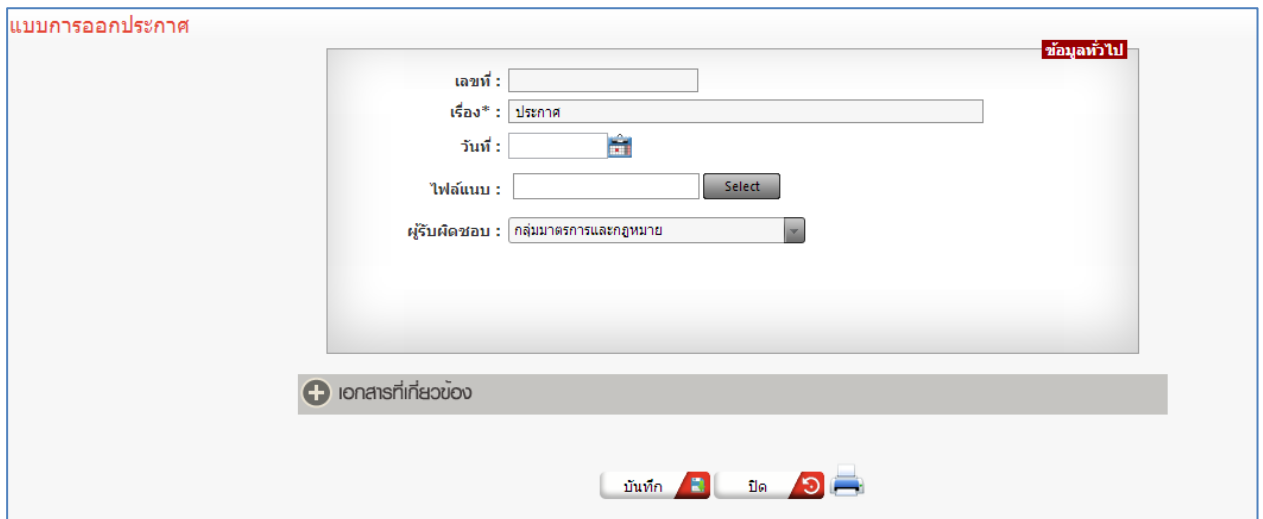 แบบการออกประกาศ
ข้อมูลทั่วไป
เลขที่ :
เรื่อง* : ประกาศ
วันที่ :
ไฟล์แนบ : Select
ผู้รับผิดชอบ : กลุ่มมาตรการและกฎหมาย
เอกสารที่เกี่ยวข้อง
บันทึก ปิด